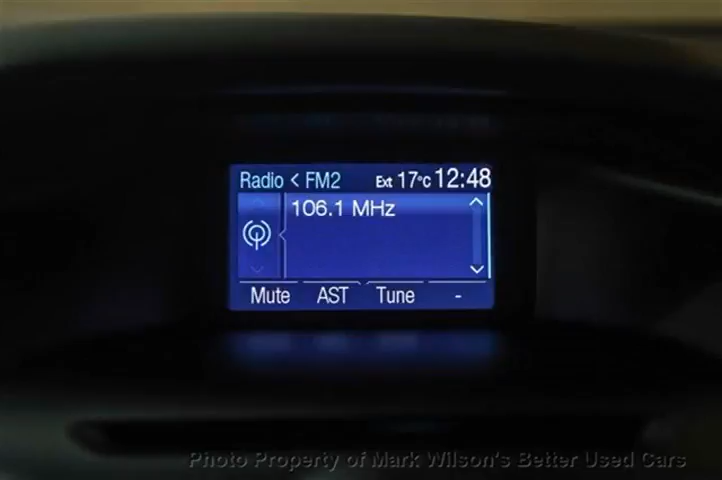 Radio < FM2 Ext 17°C 12:48
106.1 MHz
Mute AST Tune -
Photo Property of Mark Wilson's Better Used Cars